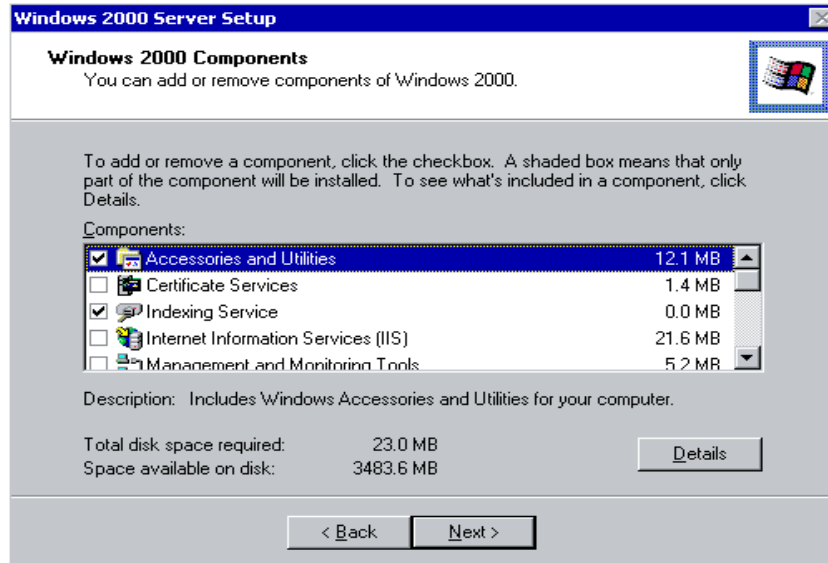 Windows 2000 Server Setup
Windows 2000 Components
You can add or remove components of Windows 2000.
To add or remove a component, click the checkbox. A shaded box means that only
part of the component will be installed. To see what's included in a component, click
Details.
Components:
Accessories and Utilities 12.1 MB
Certificate Services 1.4 MB
Indexing Service 0.0 MB
Internet Information Services (IIS) 21.6 MB
Management and Monitoring Tools 5.2 MB
Description: Includes Windows Accessories and Utilities for your computer.
Total disk space required: 23.0 MB
Space available on disk: 3483.6 MB
Details
< Back Next >